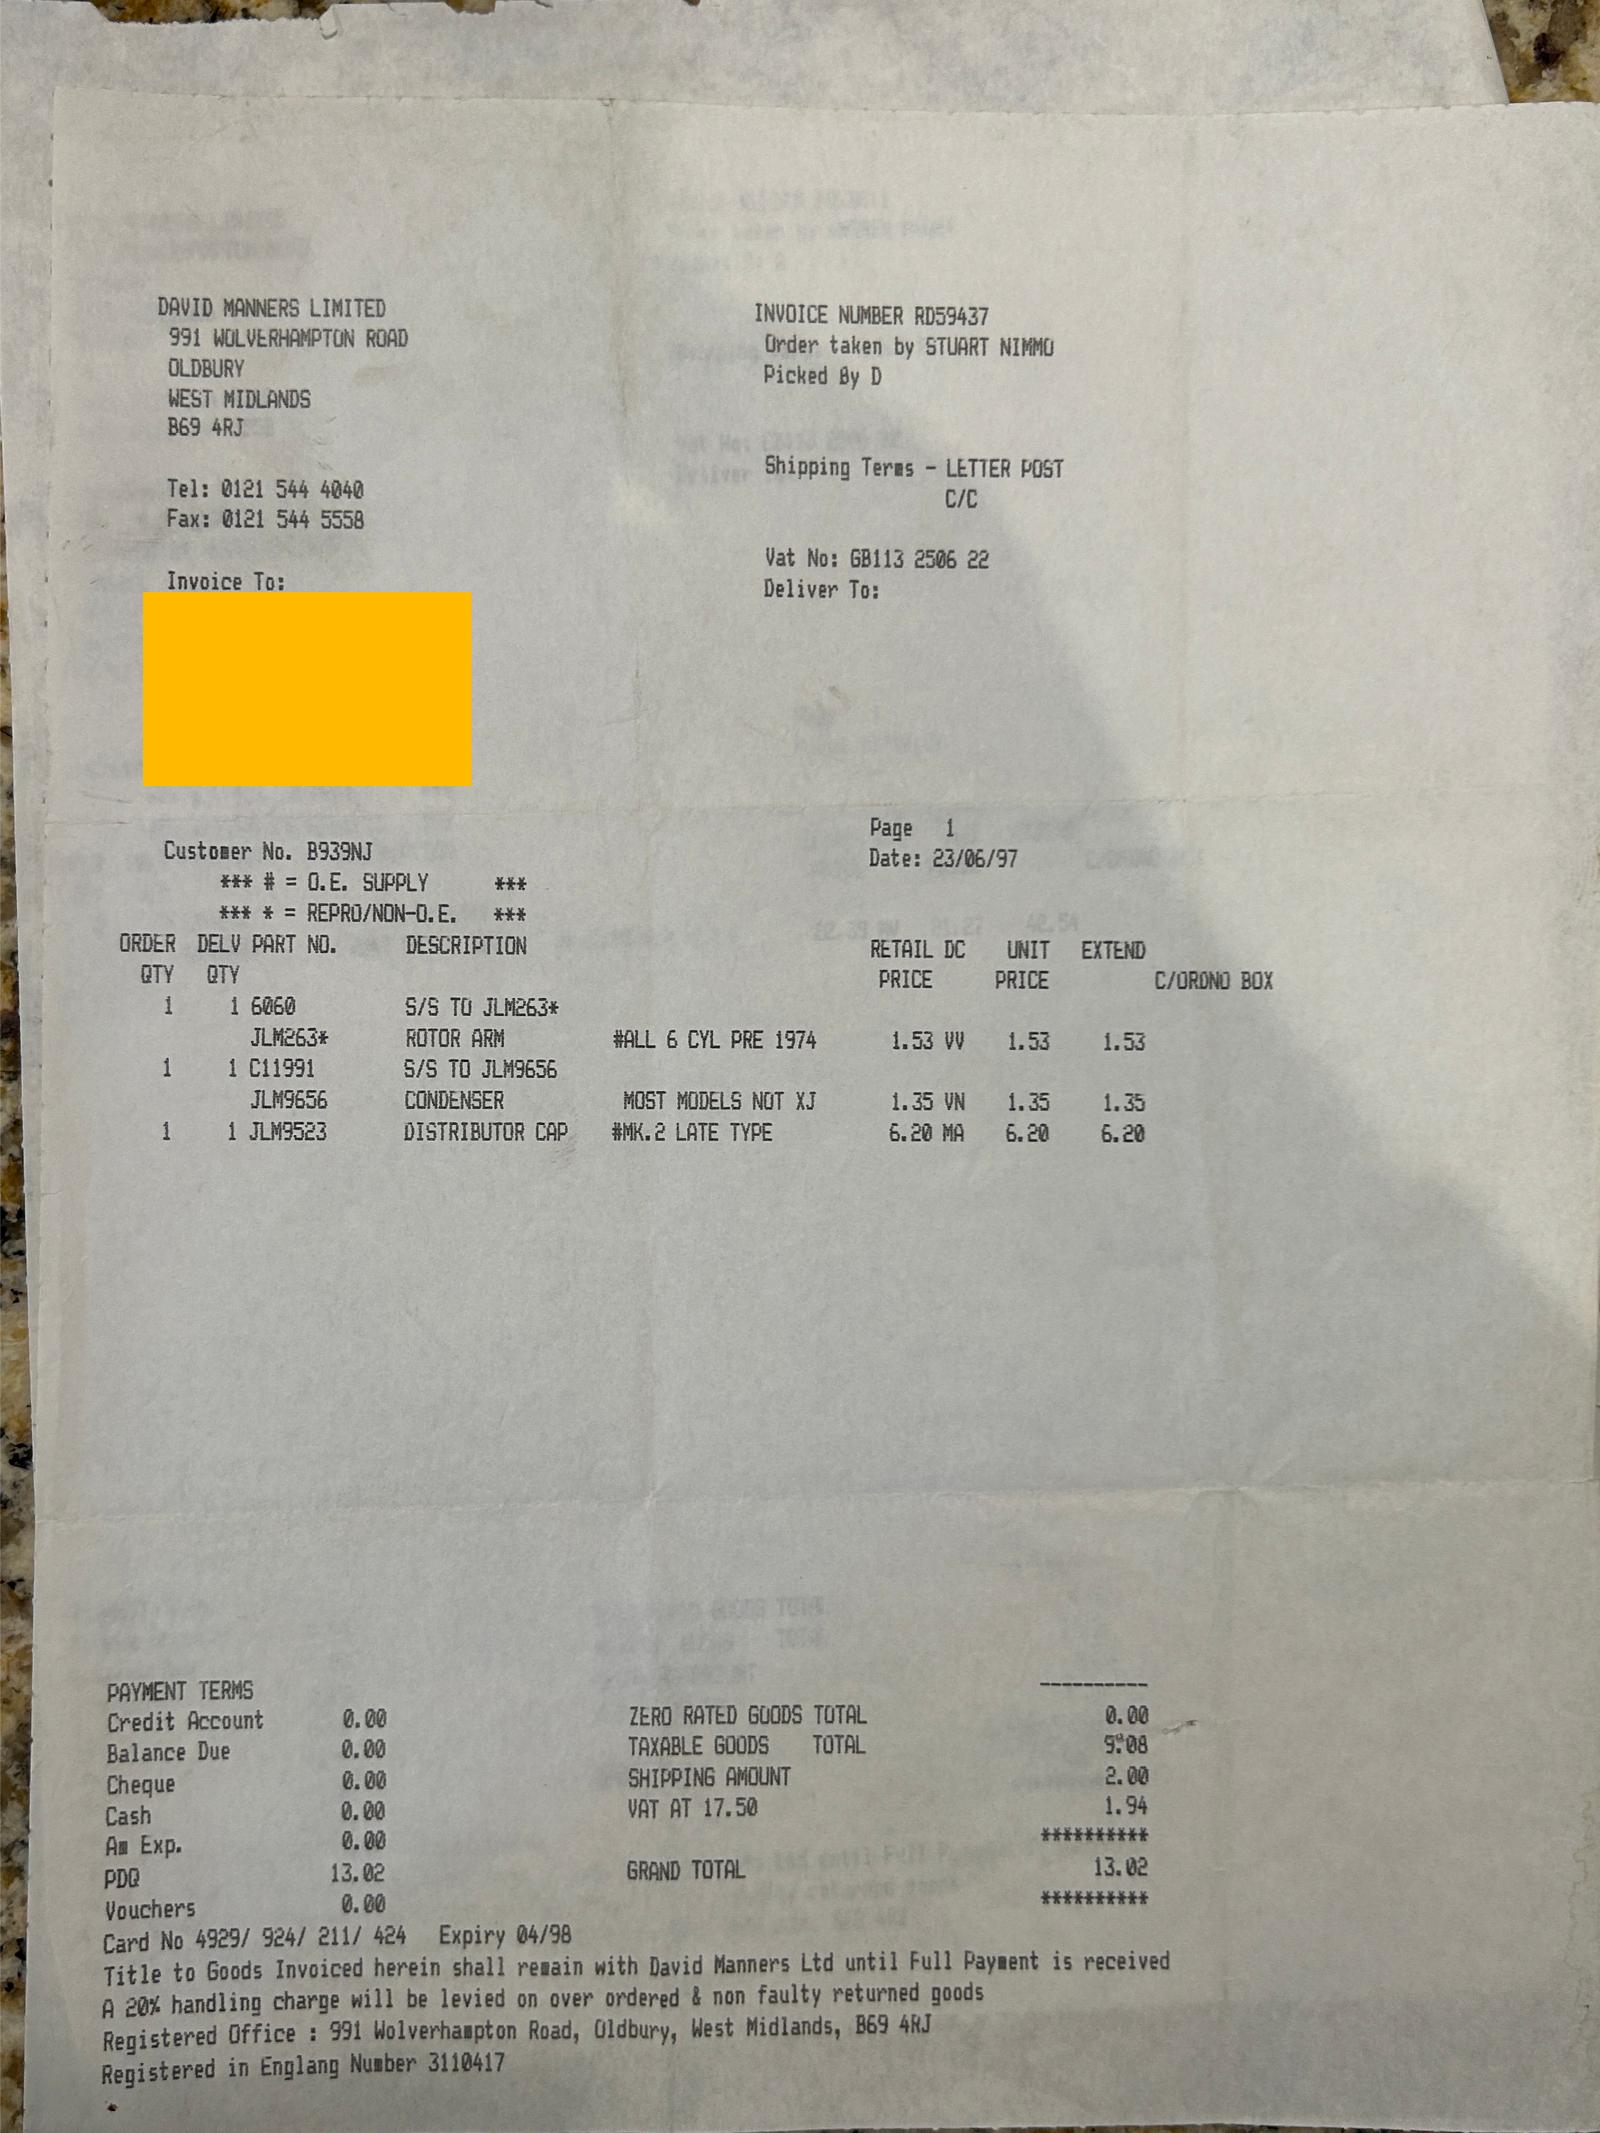 DAVID MANNERS LIMITED
991 WOLVERHAMPTON ROAD
OLDBURY
WEST MIDLANDS
B69 4RJ
Tel: 0121 544 4040
Fax: 0121 544 5558
Invoice To:
INVOICE NUMBER RD59437
Order taken by STUART NIMMO
Picked By D
Shipping Terms - LETTER POST
C/C
Vat No: GB113 2506 22
Deliver To:
Page 1
Date: 23/06/97
Customer No. B939NJ
*** # = O.E. SUPPLY ***
*** * = REPRO/NON-O.E. ***
ORDER DELV PART NO. DESCRIPTION RETAIL DC UNIT EXTEND
QTY QTY PRICE PRICE C/ORDNO BOX
1 1 6060 S/S TO JLM263*
JLM263* ROTOR ARM #ALL 6 CYL PRE 1974 1.53 VV 1.53 1.53
1 1 C11991 S/S TO JLM9656
JLM9656 CONDENSER MOST MODELS NOT XJ 1.35 VN 1.35 1.35
1 1 JLM9523 DISTRIBUTOR CAP #MK.2 LATE TYPE 6.20 MA 6.20 6.20
PAYMENT TERMS ----------
Credit Account 0.00 ZERO RATED GOODS TOTAL 0.00
Balance Due 0.00 TAXABLE GOODS TOTAL 9.08
Cheque 0.00 SHIPPING AMOUNT 2.00
Cash 0.00 VAT AT 17.50 1.94
Am Exp. 0.00 **********
PDQ 13.02 GRAND TOTAL 13.02
Vouchers 0.00 **********
Card No 4929/ 924/ 211/ 424 Expiry 04/98
Title to Goods Invoiced herein shall remain with David Manners Ltd until Full Payment is received
A 20% handling charge will be levied on over ordered & non faulty returned goods
Registered Office : 991 Wolverhampton Road, Oldbury, West Midlands, B69 4RJ
Registered in Englang Number 3110417